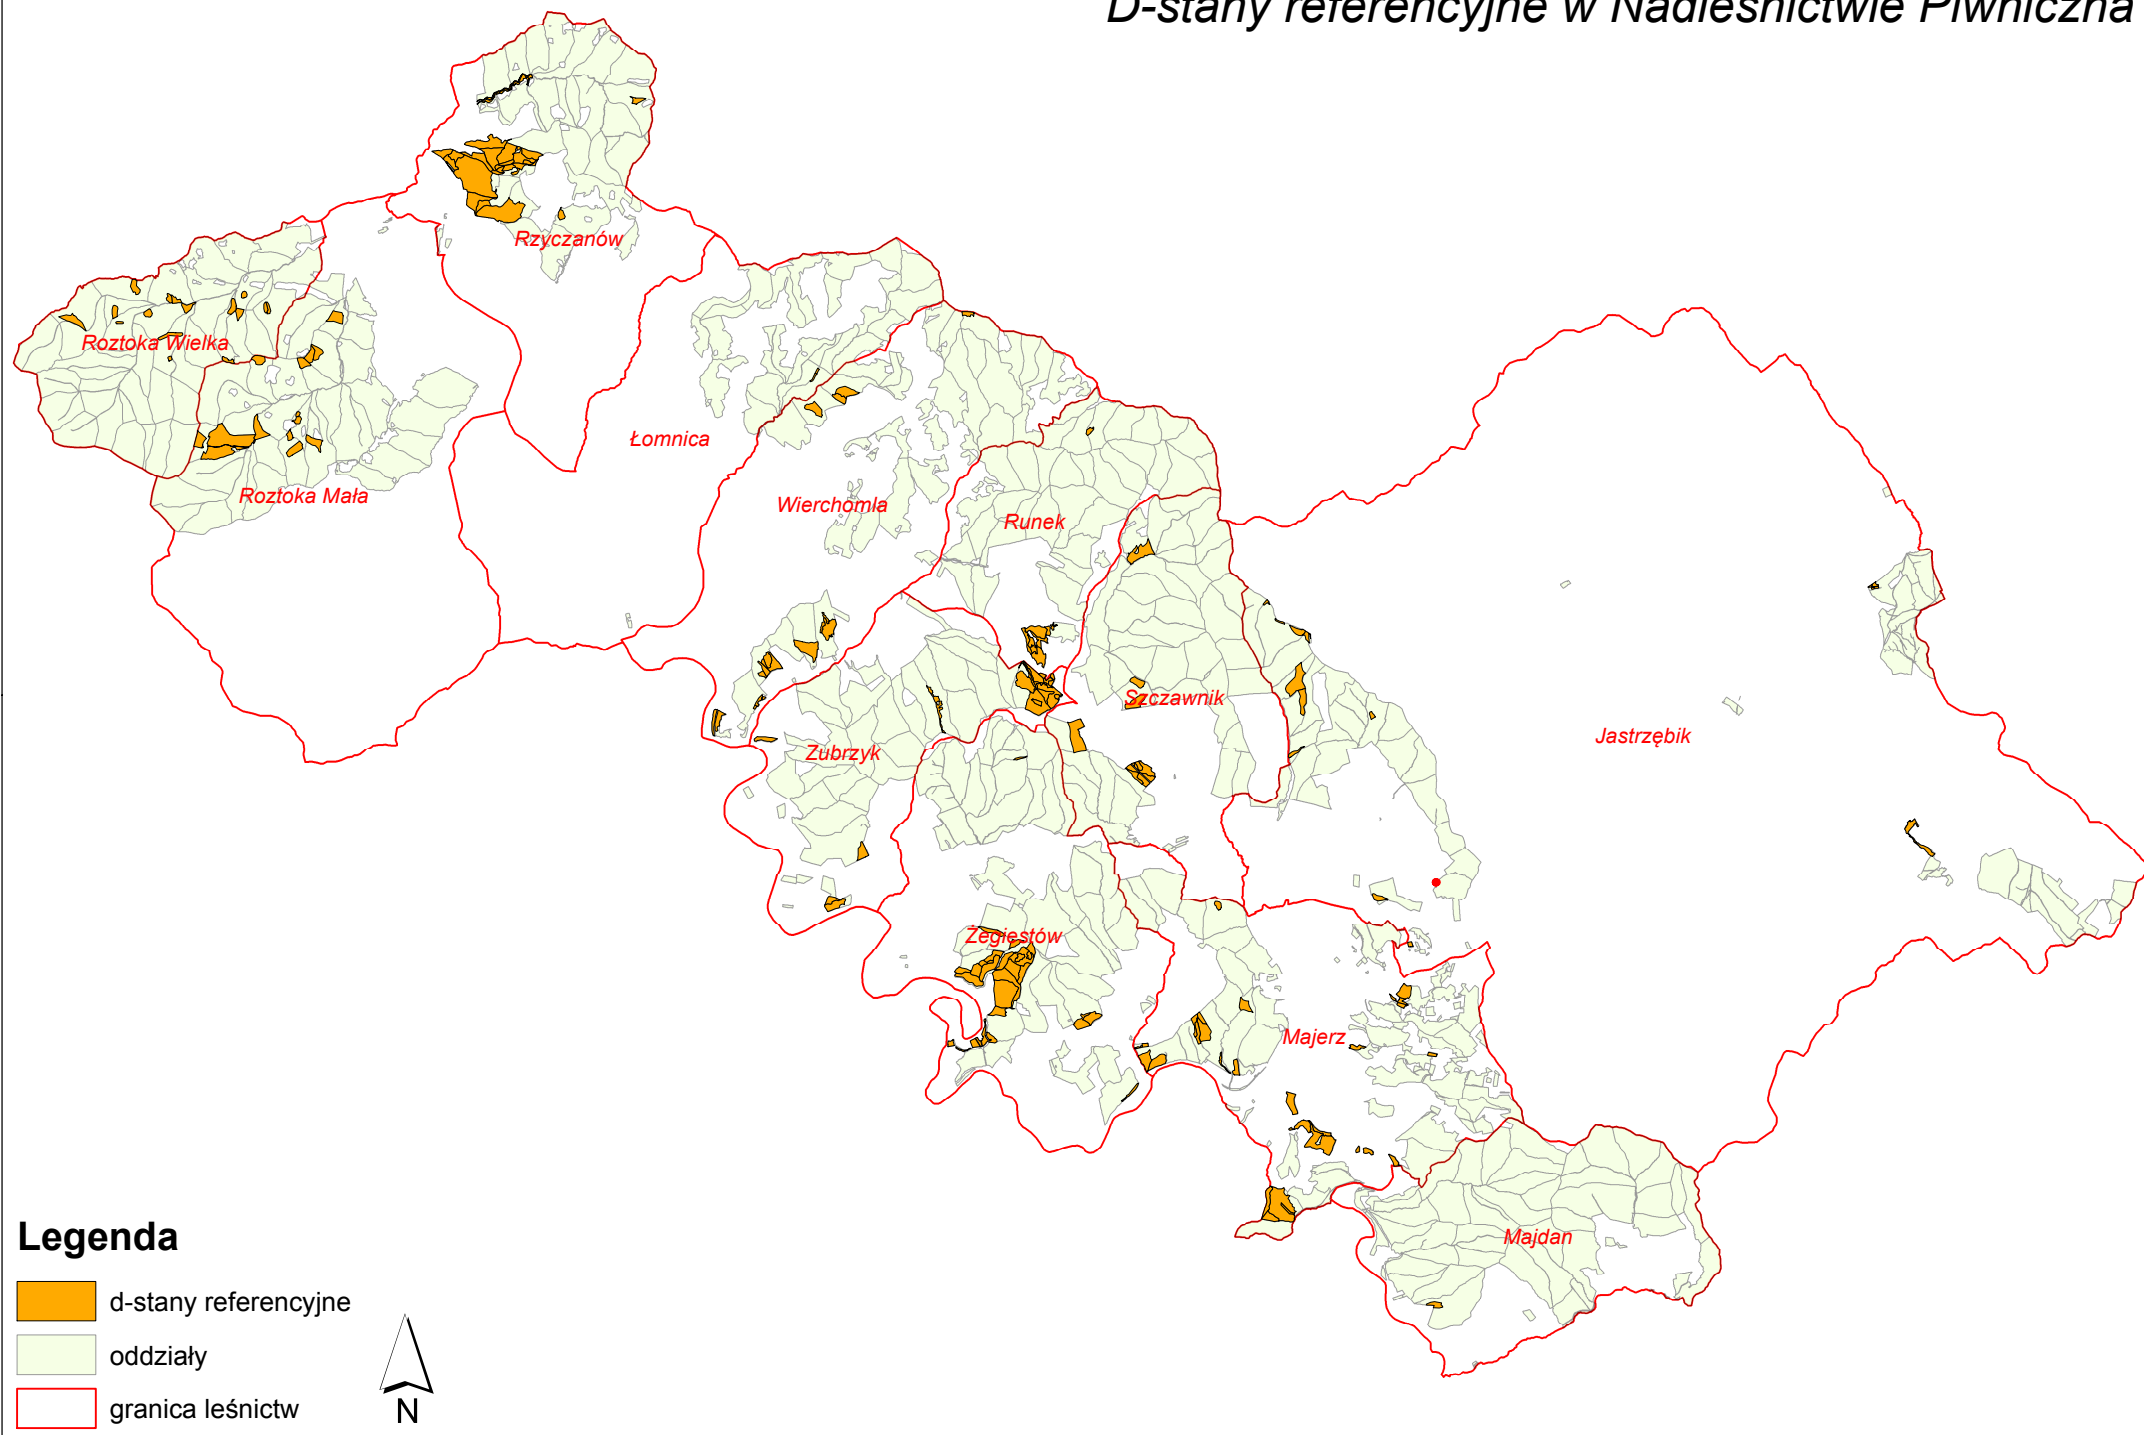 D-stany referencyjne w Nadleśnictwie Piwniczna
Rzyczanów
Roztoka Wielka
Łomnica
Roztoka Mała
Wierchomla
Runek
Szczawnik
Jastrzębik
Zubrzyk
Żegiestów
Majerz
Majdan
Legenda
d-stany referencyjne
oddziały
granica leśnictw
N